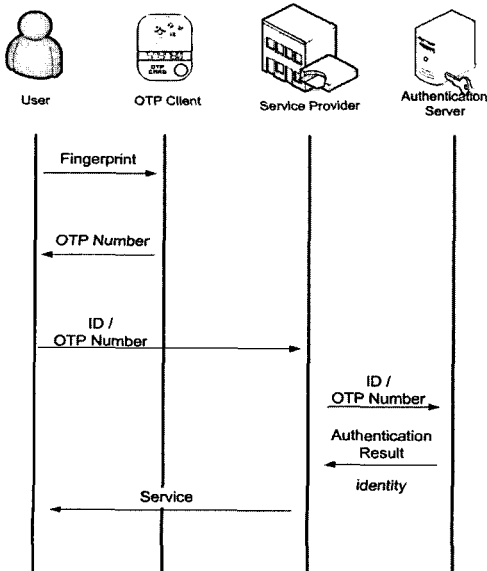 User
OTP Client
Service Provider
Authentication
Server
Fingerprint
OTP Number
ID /
OTP Number
ID /
OTP Number
Authentication
Result
identity
Service